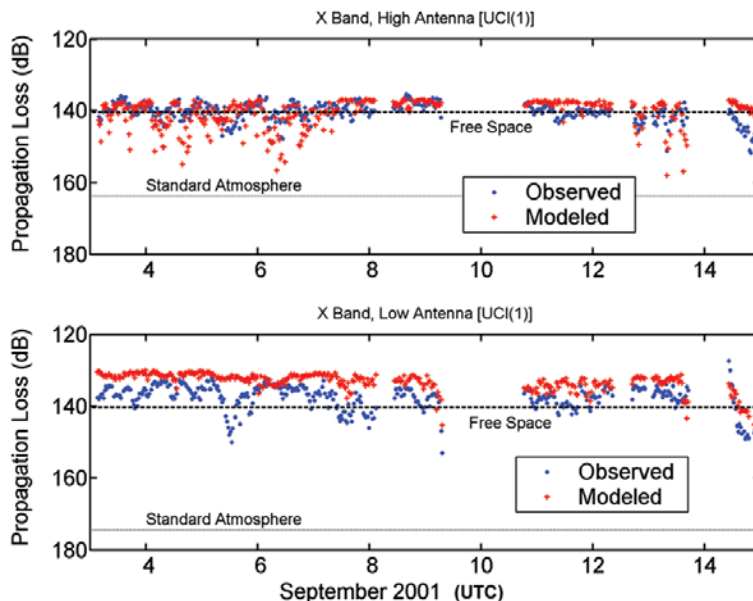 X Band, High Antenna [UCI(1)]
Propagation Loss (dB)
120
140
160
180
Free Space
Standard Atmosphere
Observed
Modeled
4 6 8 10 12 14
X Band, Low Antenna [UCI(1)]
Propagation Loss (dB)
120
140
160
180
Free Space
Observed
Modeled
Standard Atmosphere
4 6 8 10 12 14
September 2001 (UTC)